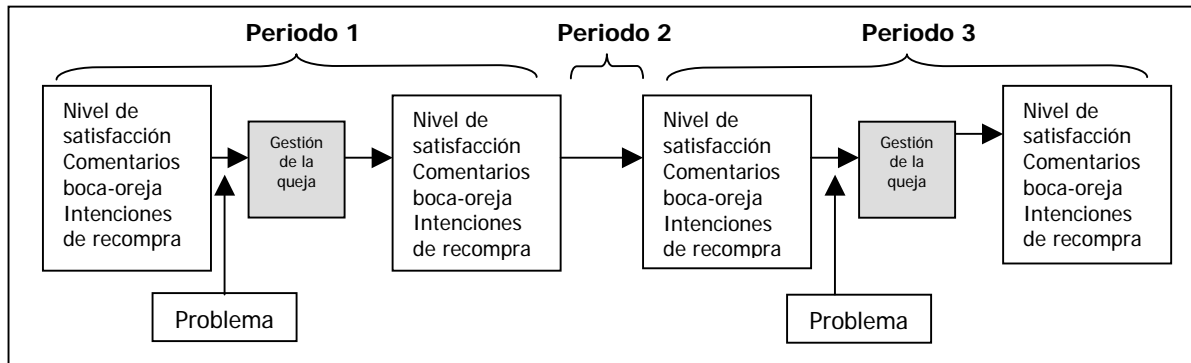 Periodo 1
Periodo 2
Periodo 3
Nivel de
satisfacción
Comentarios
boca-oreja
Intenciones
de recompra
Gestión
de la
queja
Nivel de
satisfacción
Comentarios
boca-oreja
Intenciones
de recompra
Nivel de
satisfacción
Comentarios
boca-oreja
Intenciones
de recompra
Gestión
de la
queja
Nivel de
satisfacción
Comentarios
boca-oreja
Intenciones
de recompra
Problema
Problema